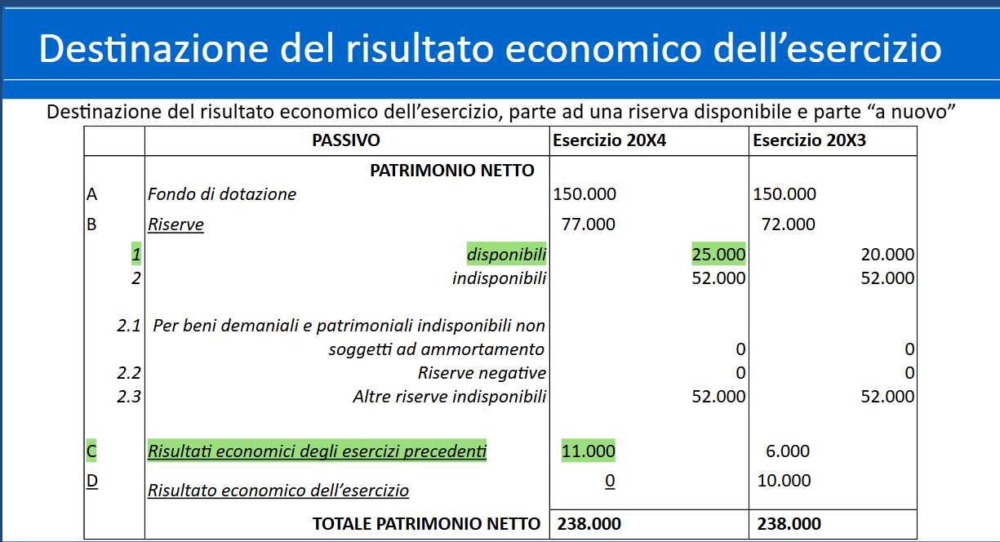 Destinazione del risultato economico dell’esercizio
Destinazione del risultato economico dell’esercizio, parte ad una riserva disponibile e parte “a nuovo”
PASSIVO Esercizio 20X4 Esercizio 20X3
PATRIMONIO NETTO
A Fondo di dotazione 150.000 150.000
B Riserve 77.000 72.000
1 disponibili 25.000 20.000
2 indisponibili 52.000 52.000
2.1 Per beni demaniali e patrimoniali indisponibili non
soggetti ad ammortamento 0 0
2.2 Riserve negative 0 0
2.3 Altre riserve indisponibili 52.000 52.000
C Risultati economici degli esercizi precedenti 11.000 6.000
D Risultato economico dell’esercizio 0 10.000
TOTALE PATRIMONIO NETTO 238.000 238.000